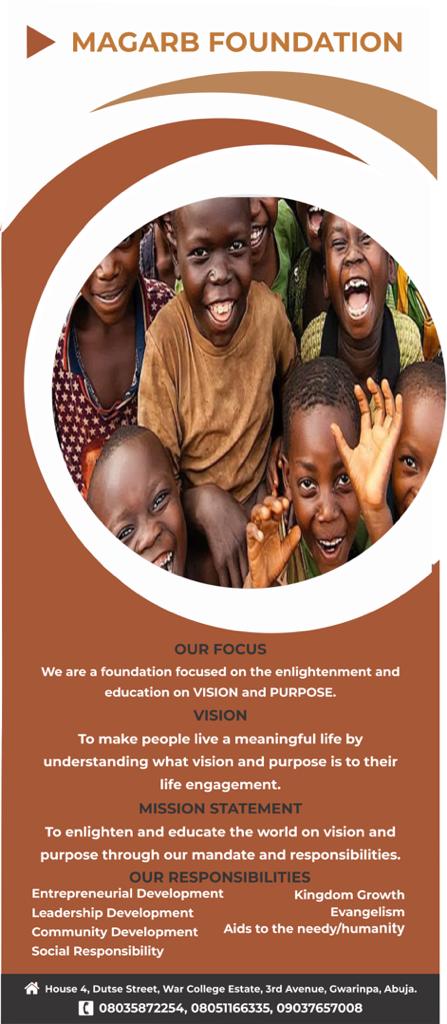 MAGARB FOUNDATION
OUR FOCUS
We are a foundation focused on the enlightenment and
education on VISION and PURPOSE.
VISION
To make people live a meaningful life by
understanding what vision and purpose is to their
life engagement.
MISSION STATEMENT
To enlighten and educate the world on vision and
purpose through our mandate and responsibilities.
OUR RESPONSIBILITIES
Entrepreneurial Development
Leadership Development
Community Development
Social Responsibility
Kingdom Growth
Evangelism
Aids to the needy/humanity
House 4, Dutse Street, War College Estate, 3rd Avenue, Gwarinpa, Abuja.
08035872254, 08051166335, 09037657008